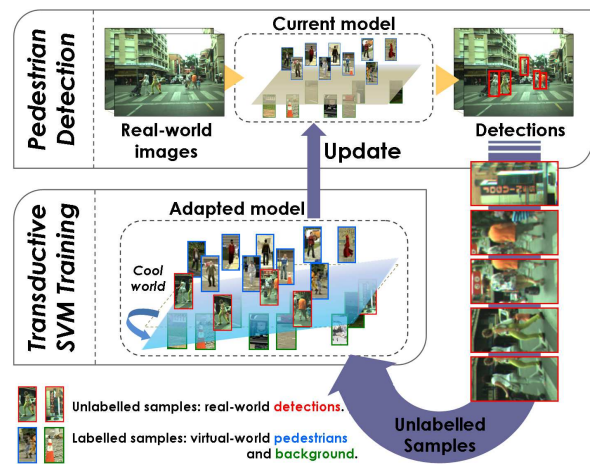 Pedestrian
Detection
Current model
Real-world
images
Detections
Update
Transductive
SVM Training
Adapted model
Cool
world
Unlabelled
Samples
Unlabelled samples: real-world detections.
Labelled samples: virtual-world pedestrians
and background.